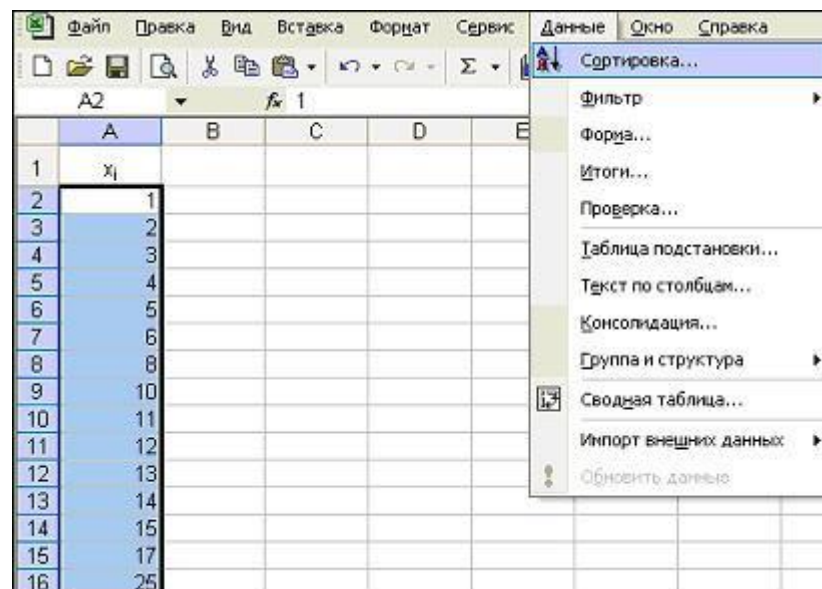 Файл Правка Вид Вставка Формат Сервис Данные Окно Справка
A2 fx 1
A B C D E
1 xi
2 1
3 2
4 3
5 4
6 5
7 6
8 8
9 10
10 11
11 12
12 13
13 14
14 15
15 17
16 25
Сортировка...
Фильтр
Форма...
Итоги...
Проверка...
Таблица подстановки...
Текст по столбцам...
Консолидация...
Группа и структура
Сводная таблица...
Импорт внешних данных
Обновить данные